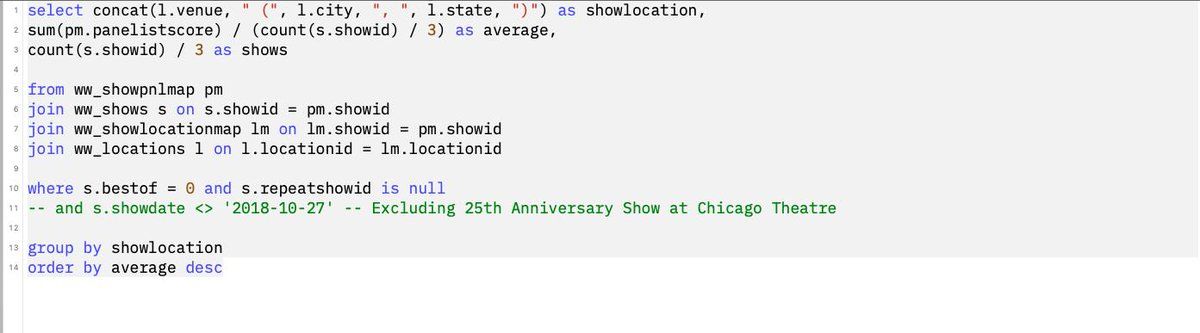 1 select concat(l.venue, " (", l.city, ", ", l.state, ")") as showlocation,
2 sum(pm.panelistscore) / (count(s.showid) / 3) as average,
3 count(s.showid) / 3 as shows
4
5 from ww_showpnlmap pm
6 join ww_shows s on s.showid = pm.showid
7 join ww_showlocationmap lm on lm.showid = pm.showid
8 join ww_locations l on l.locationid = lm.locationid
9
10 where s.bestof = 0 and s.repeatshowid is null
11 -- and s.showdate <> '2018-10-27' -- Excluding 25th Anniversary Show at Chicago Theatre
12
13 group by showlocation
14 order by average desc